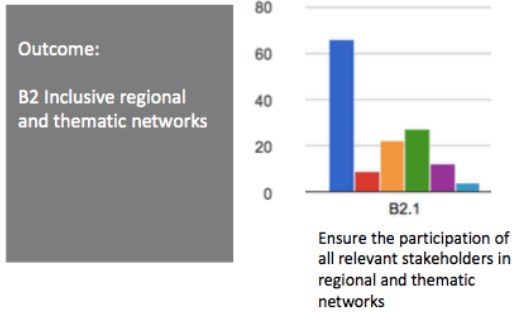 Outcome:
B2 Inclusive regional
and thematic networks
80
60
40
20
0
B2.1
Ensure the participation of
all relevant stakeholders in
regional and thematic
networks